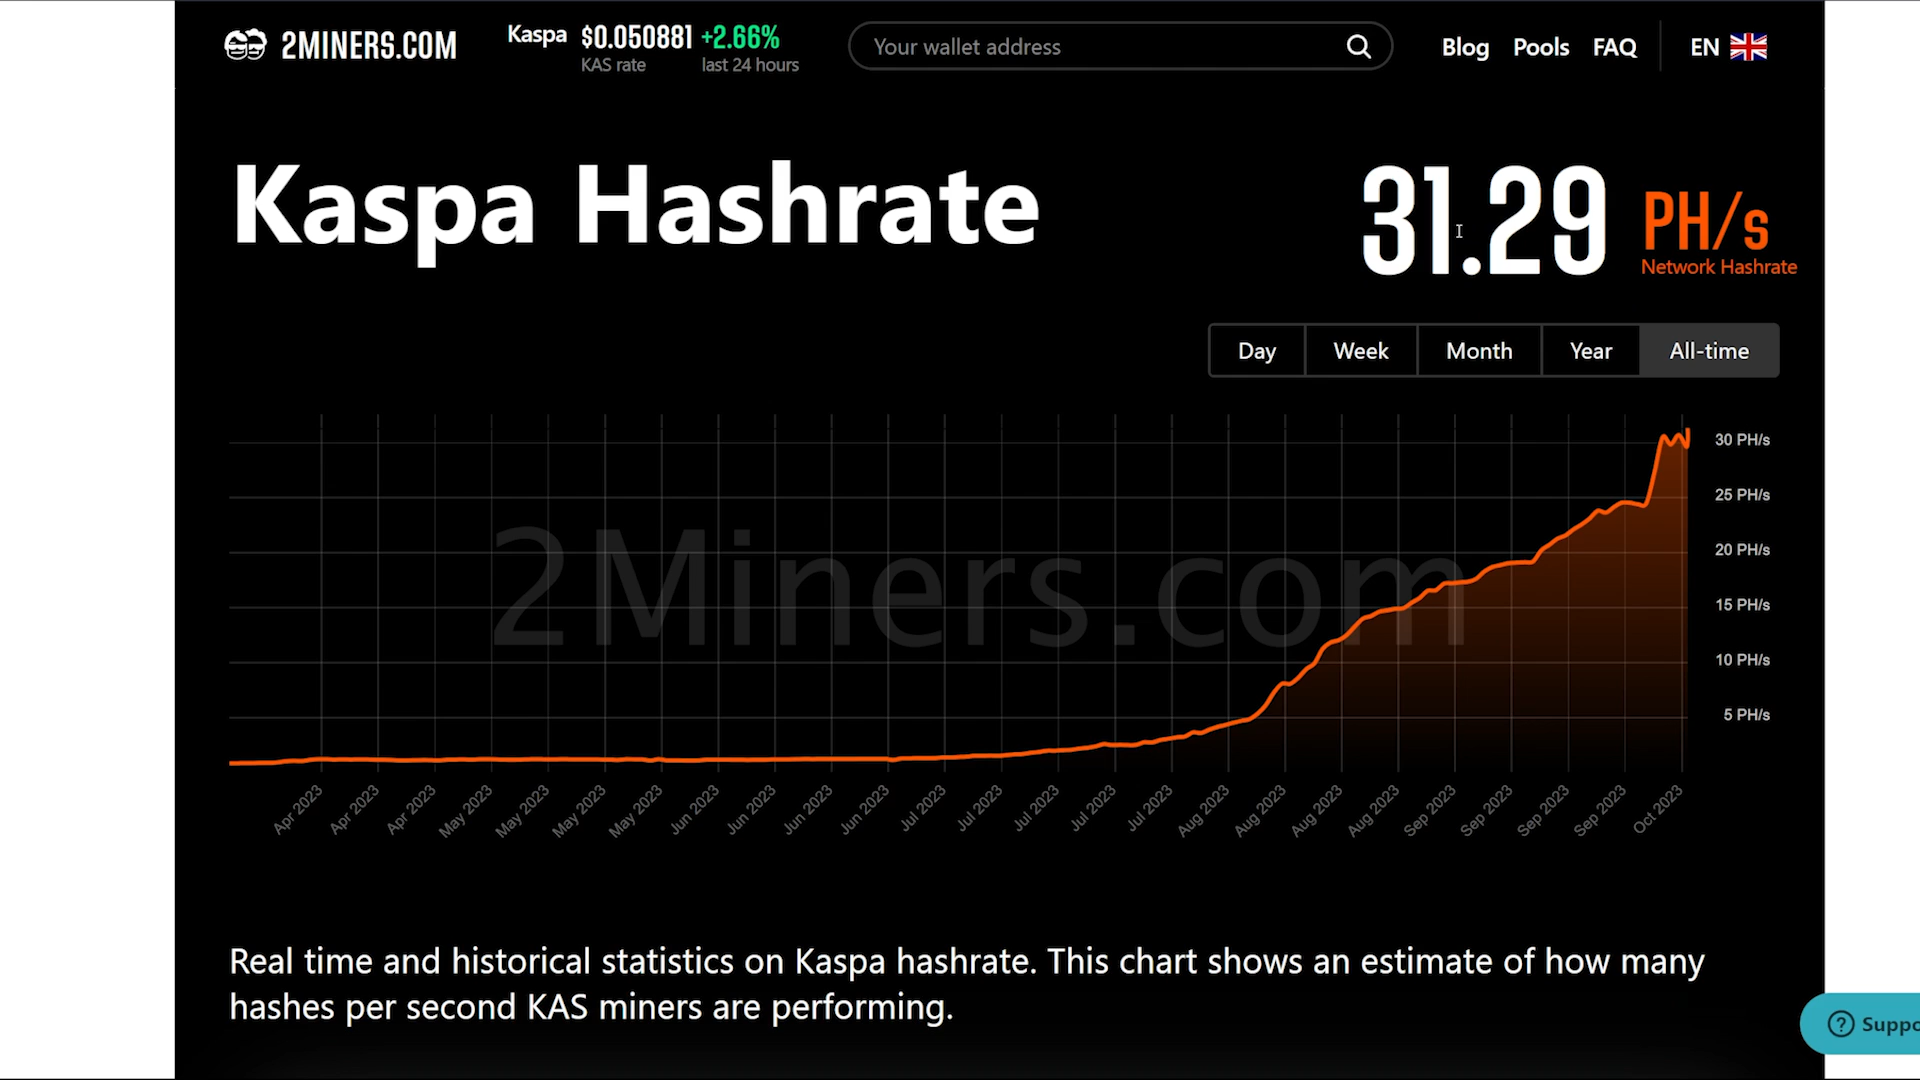 2MINERS.COM
Kaspa $0.050881 +2.66%
KAS rate last 24 hours
Your wallet address
Blog Pools FAQ EN
Kaspa Hashrate
31.29 PH/s
Network Hashrate
Day Week Month Year All-time
30 PH/s
25 PH/s
20 PH/s
15 PH/s
10 PH/s
5 PH/s
2Miners.com
Apr 2023 Apr 2023 Apr 2023 May 2023 May 2023 May 2023 May 2023 Jun 2023 Jun 2023 Jun 2023 Jun 2023 Jul 2023 Jul 2023 Jul 2023 Jul 2023 Jul 2023 Aug 2023 Aug 2023 Aug 2023 Aug 2023 Sep 2023 Sep 2023 Sep 2023 Sep 2023 Oct 2023
Real time and historical statistics on Kaspa hashrate. This chart shows an estimate of how many
hashes per second KAS miners are performing.
Suppo